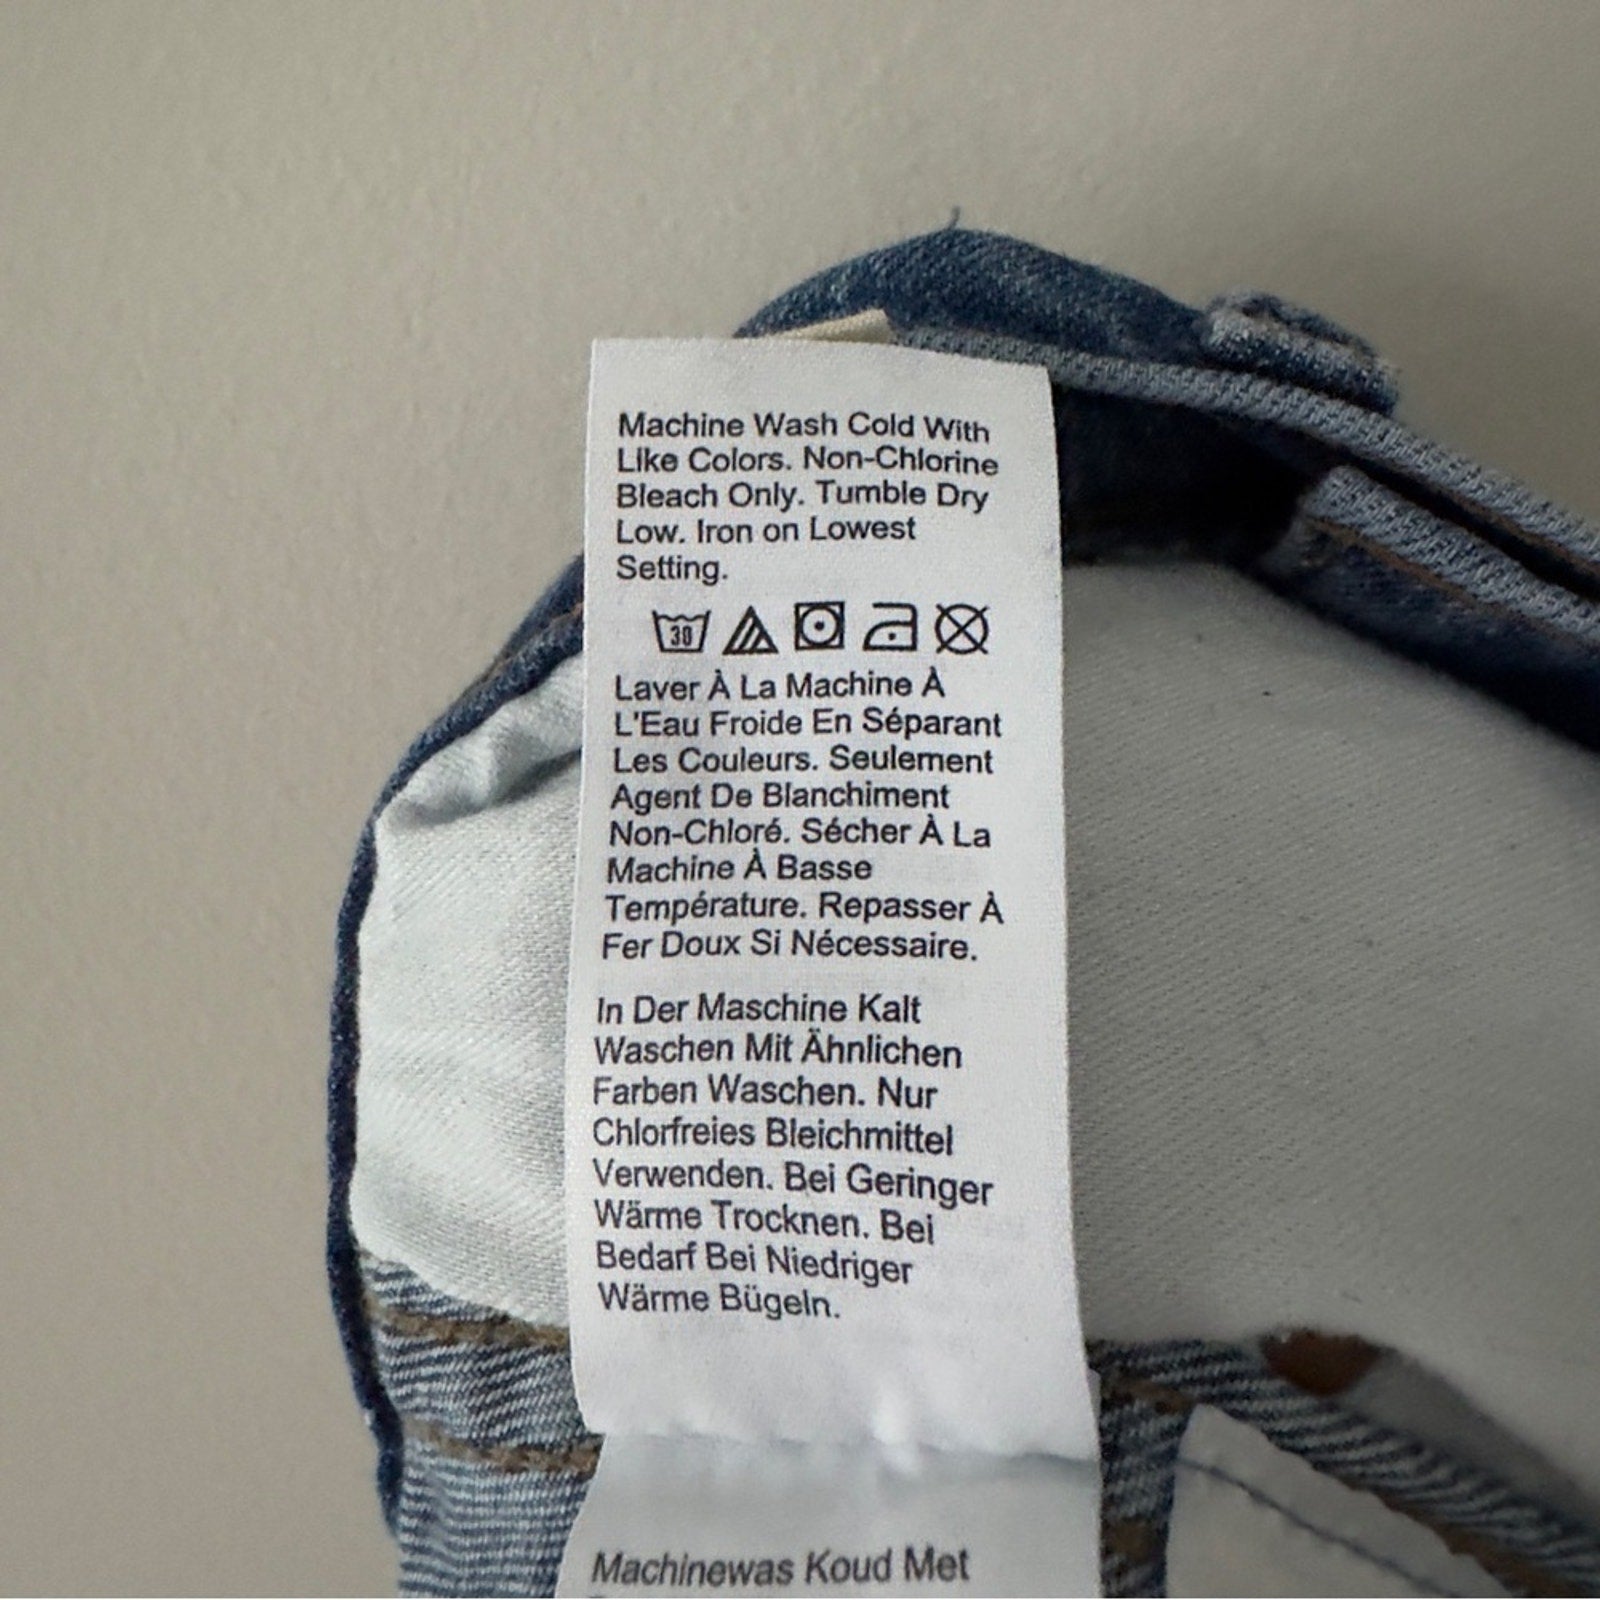 Machine Wash Cold With
Like Colors. Non-Chlorine
Bleach Only. Tumble Dry
Low. Iron on Lowest
Setting.
30
Laver À La Machine À
L'Eau Froide En Séparant
Les Couleurs. Seulement
Agent De Blanchiment
Non-Chloré. Sécher À La
Machine À Basse
Température. Repasser À
Fer Doux Si Nécessaire.
In Der Maschine Kalt
Waschen Mit Ähnlichen
Farben Waschen. Nur
Chlorfreies Bleichmittel
Verwenden. Bei Geringer
Wärme Trocknen. Bei
Bedarf Bei Niedriger
Wärme Bügeln.
Machinewas Koud Met